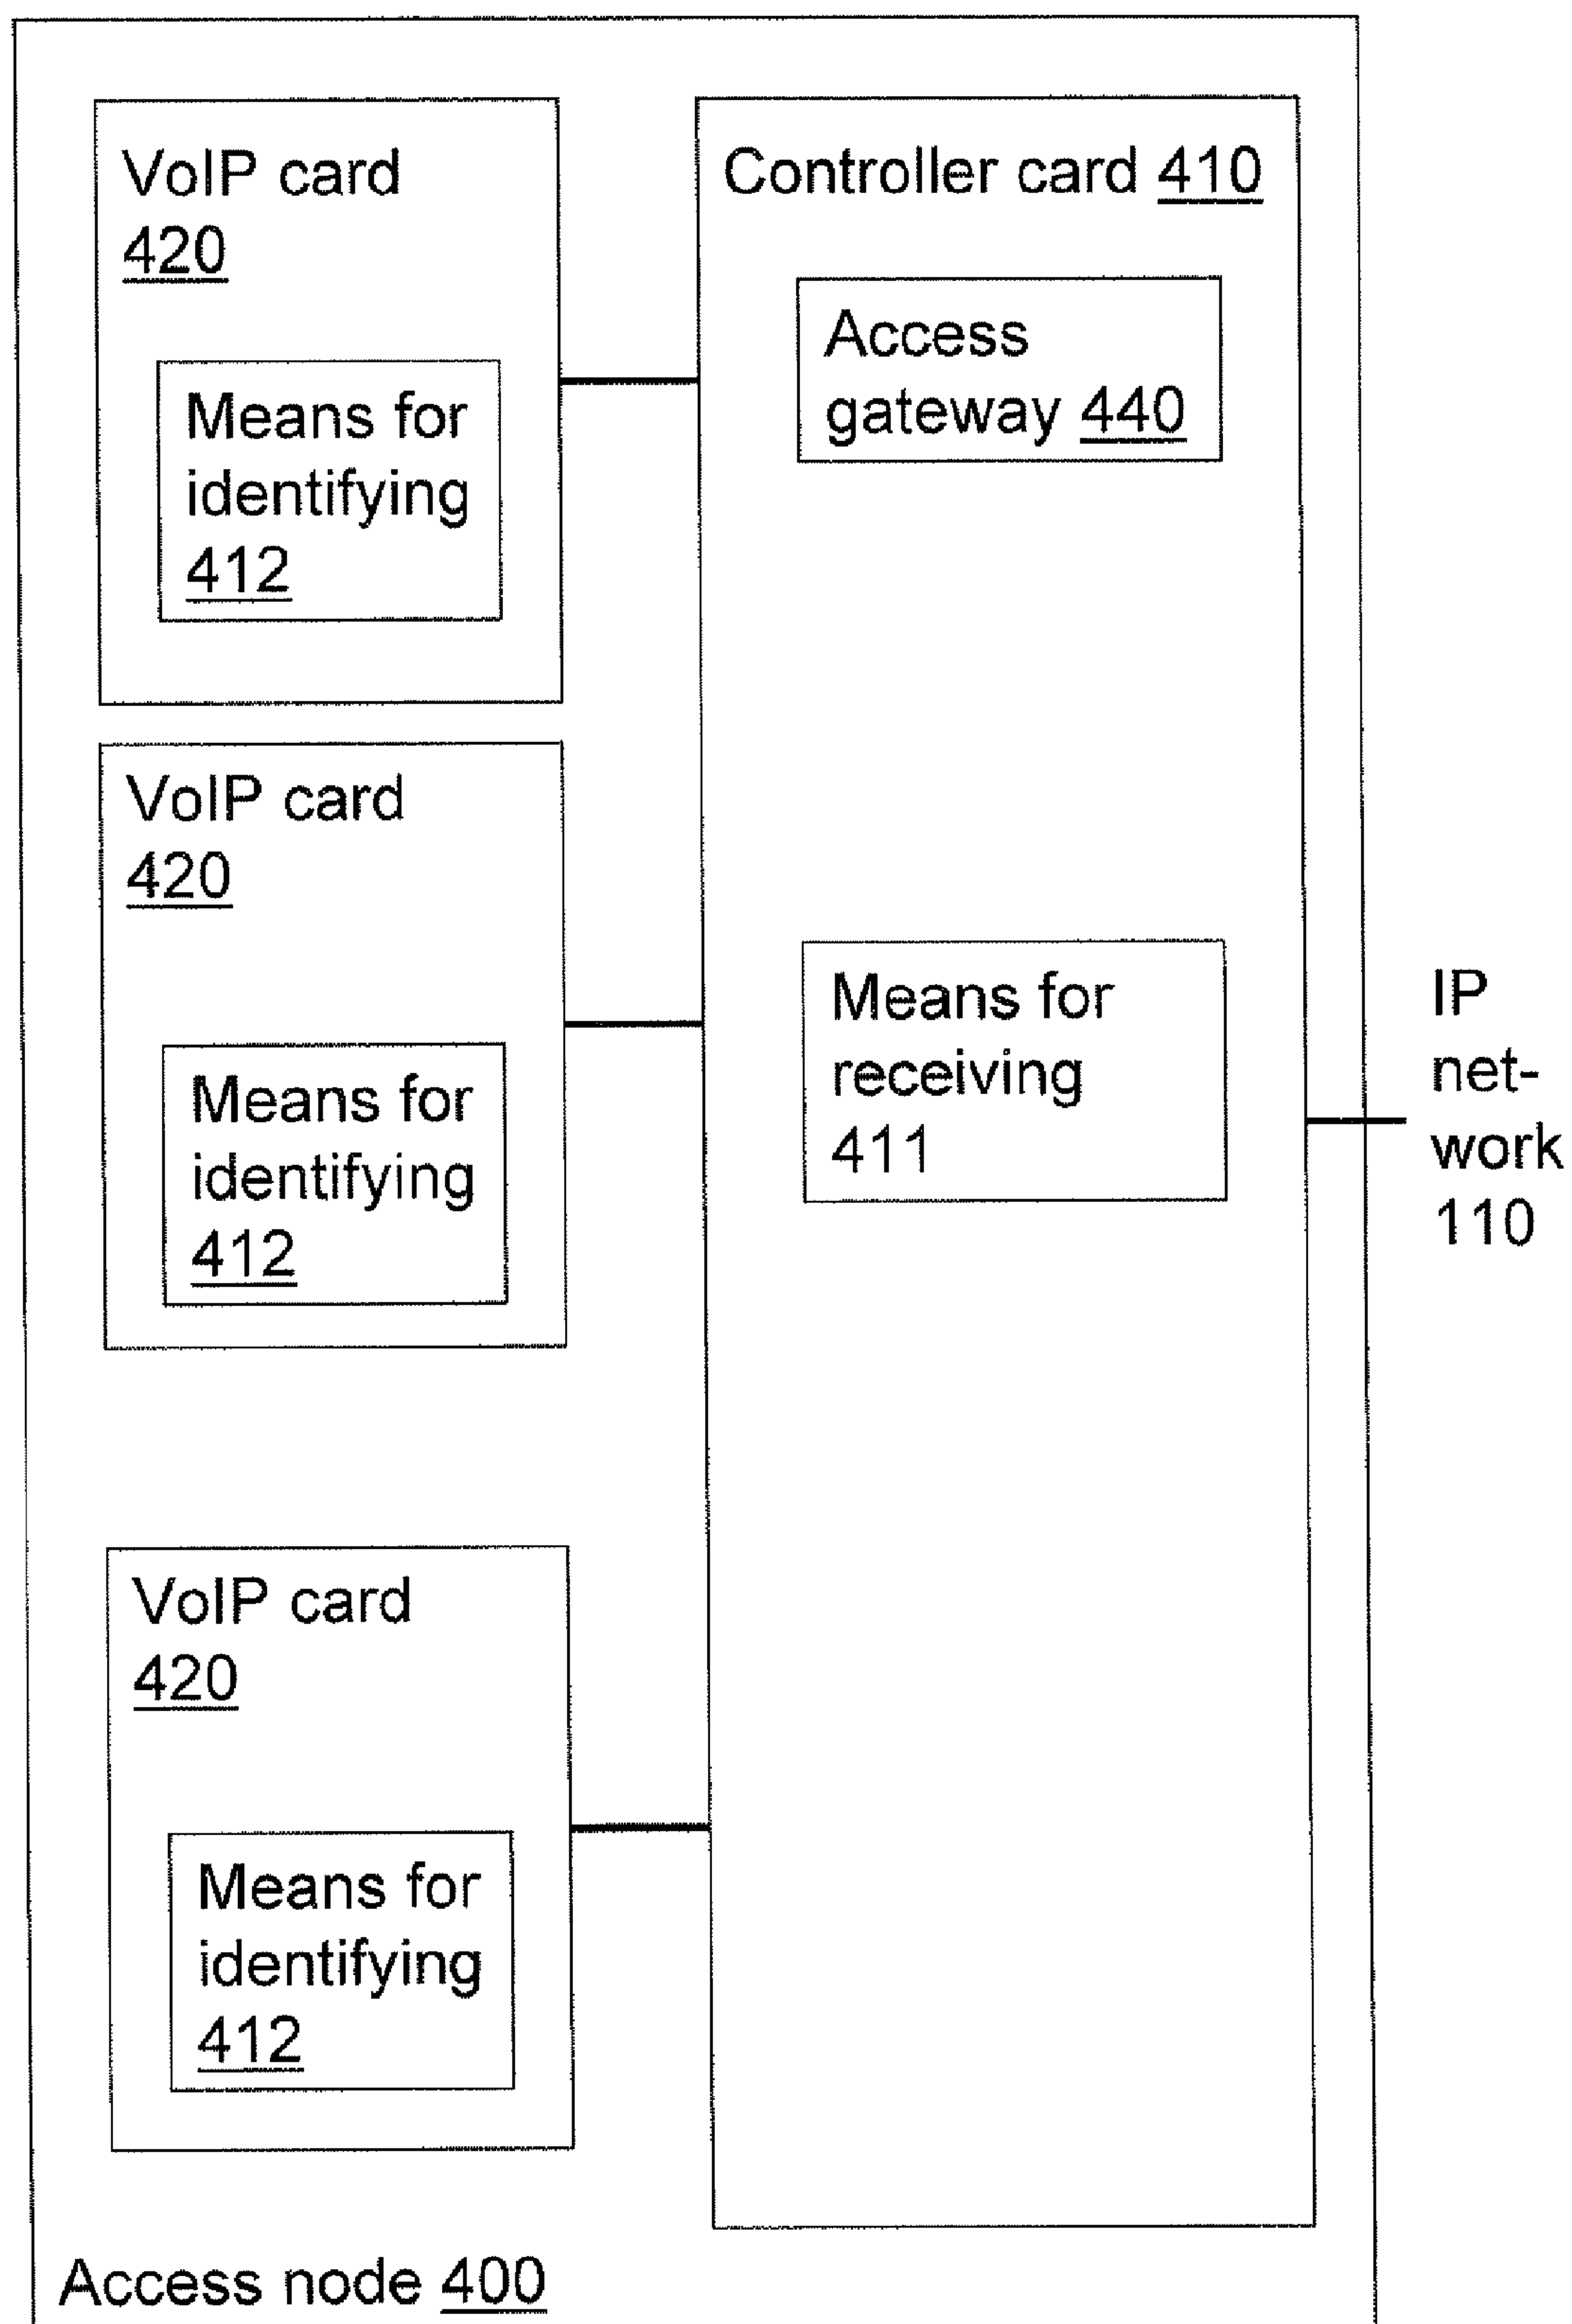 VoIP card
420
Means for
identifying
412
Controller card 410
Access
gateway 440
VoIP card
420
Means for
identifying
412
Means for
receiving
411
IP
net-
work
110
VoIP card
420
Means for
identifying
412
Access node 400